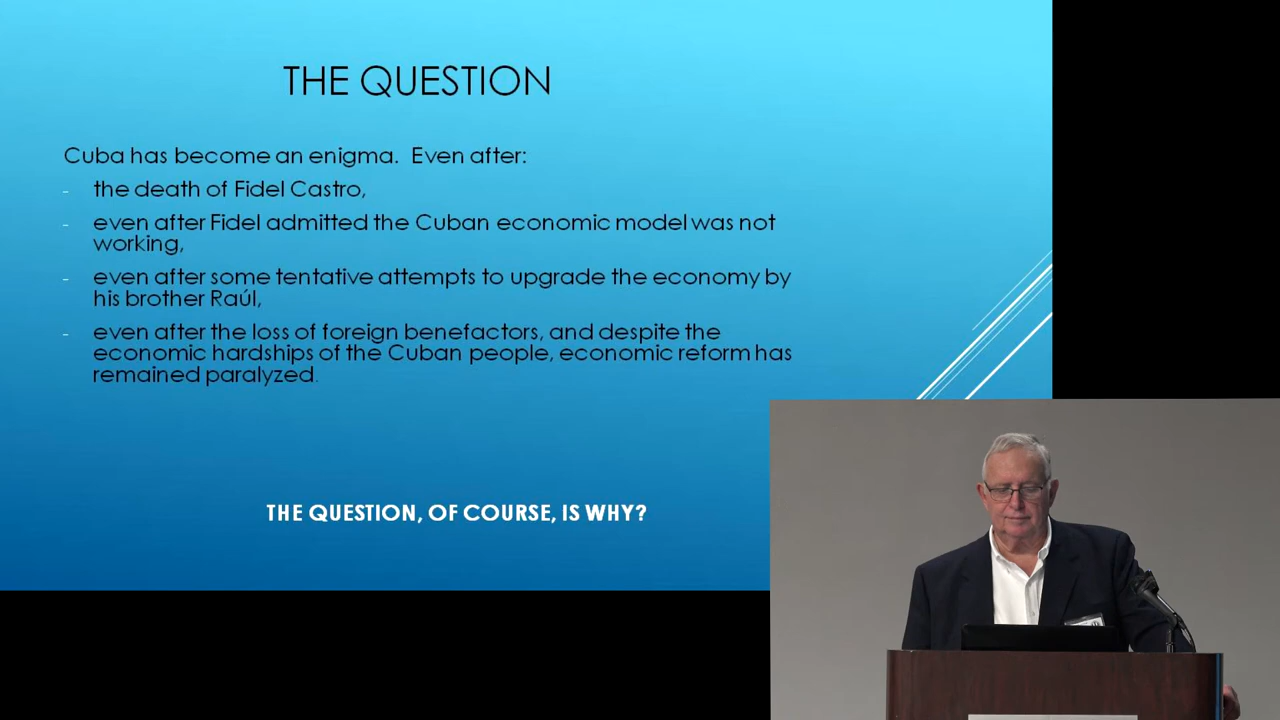 THE QUESTION
Cuba has become an enigma. Even after:
- the death of Fidel Castro,
- even after Fidel admitted the Cuban economic model was not
working,
- even after some tentative attempts to upgrade the economy by
his brother Raúl,
- even after the loss of foreign benefactors, and despite the
economic hardships of the Cuban people, economic reform has
remained paralyzed.
THE QUESTION, OF COURSE, IS WHY?